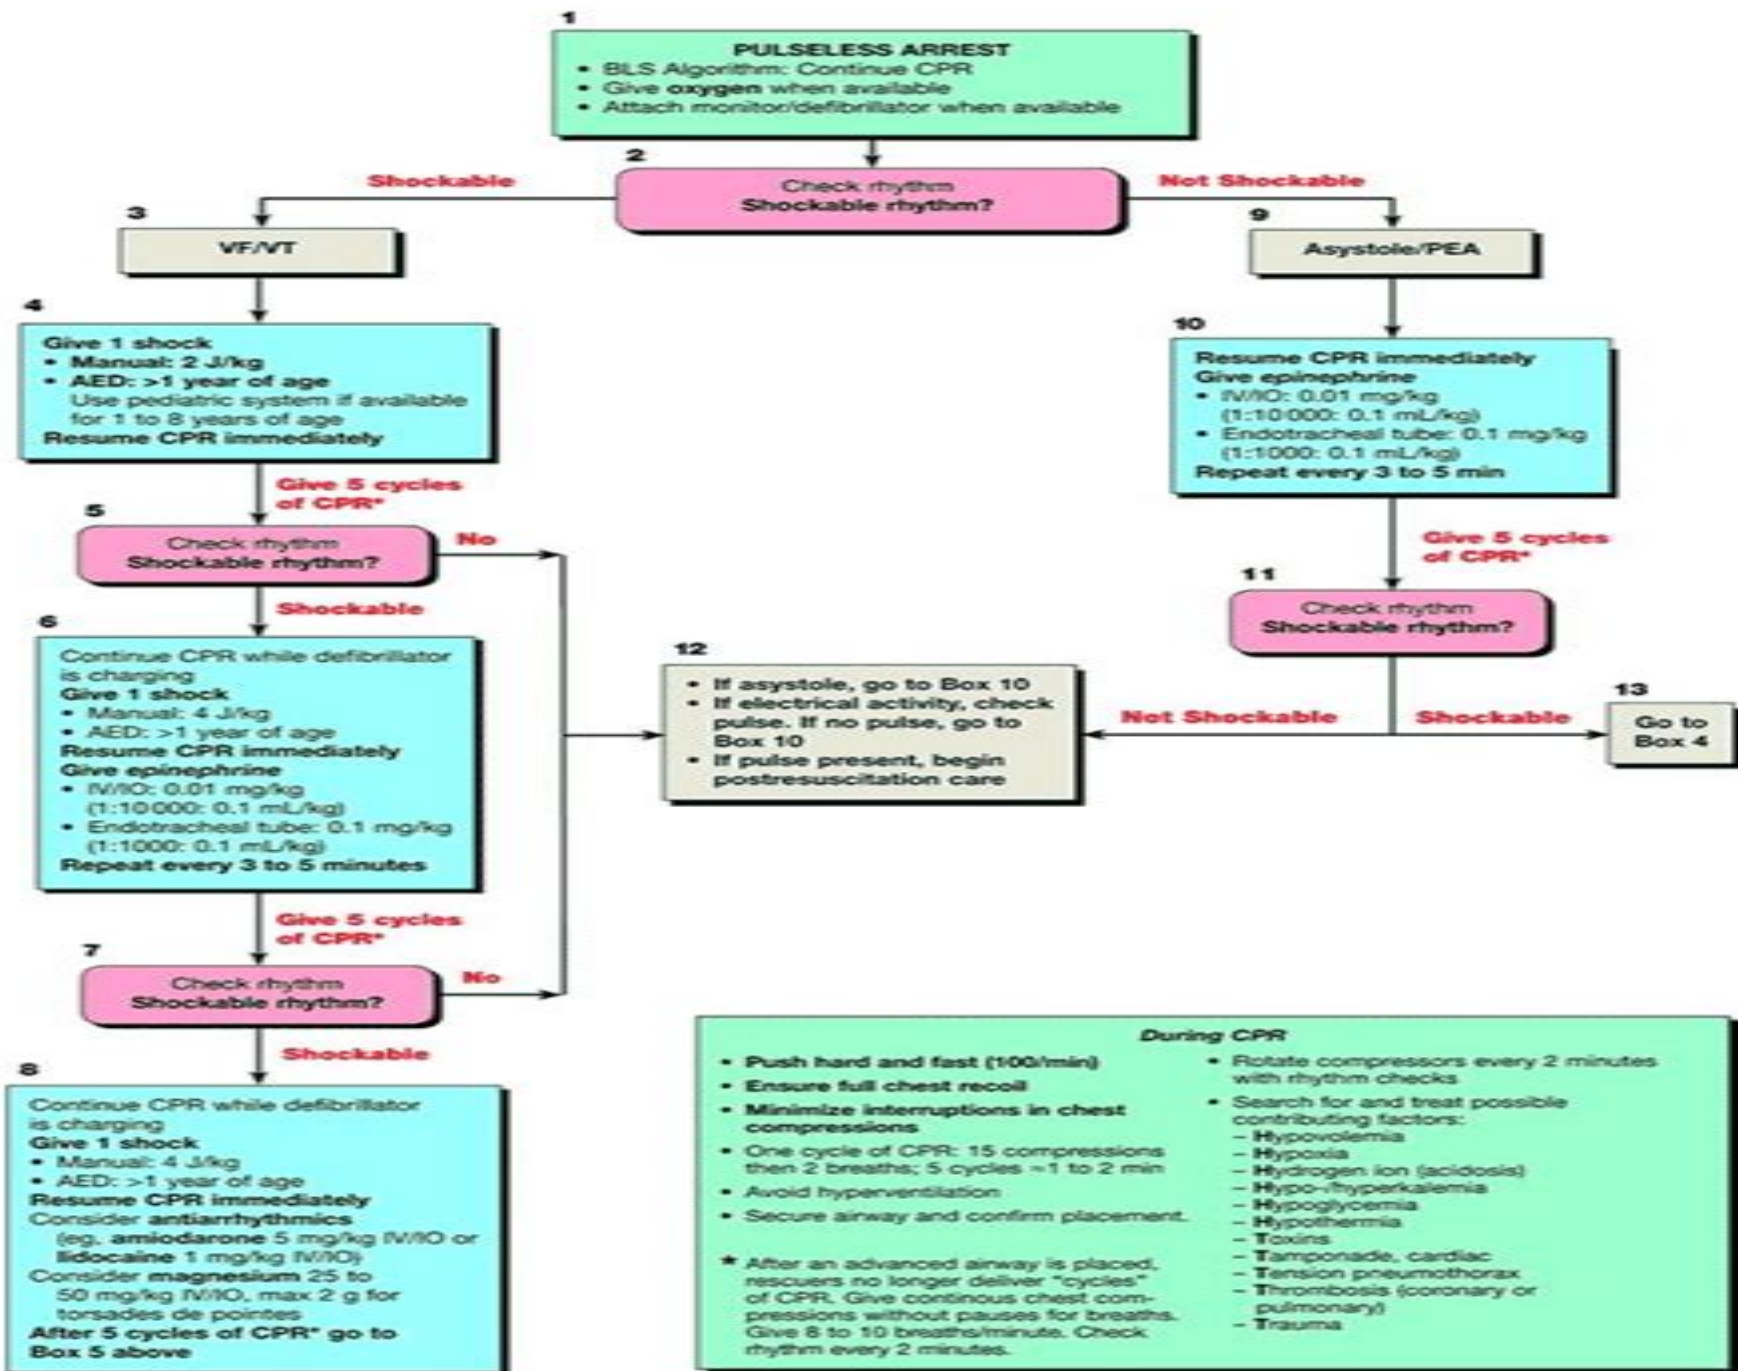 1
PULSELESS ARREST
• BLS Algorithm: Continue CPR
• Give oxygen when available
• Attach monitor/defibrillator when available
2
Check rhythm
Shockable rhythm?
Shockable
Not Shockable
3
VF/VT
4
Give 1 shock
• Manual: 2 J/kg
• AED: >1 year of age
Use pediatric system if available
for 1 to 8 years of age
Resume CPR immediately
Give 5 cycles
of CPR*
5
Check rhythm
Shockable rhythm?
No
Shockable
6
Continue CPR while defibrillator
is charging
Give 1 shock
• Manual: 4 J/kg
• AED: >1 year of age
Resume CPR immediately
Give epinephrine
• IV/IO: 0.01 mg/kg
(1:10 000: 0.1 mL/kg)
• Endotracheal tube: 0.1 mg/kg
(1:1000: 0.1 mL/kg)
Repeat every 3 to 5 minutes
Give 5 cycles
of CPR*
7
Check rhythm
Shockable rhythm?
No
Shockable
8
Continue CPR while defibrillator
is charging
Give 1 shock
• Manual: 4 J/kg
• AED: >1 year of age
Resume CPR immediately
Consider antiarrhythmics
(eg. amiodarone 5 mg/kg IV/IO or
lidocaine 1 mg/kg IV/IO)
Consider magnesium 25 to
50 mg/kg IV/IO, max 2 g for
torsades de pointes
After 5 cycles of CPR* go to
Box 5 above
9
Asystole/PEA
10
Resume CPR immediately
Give epinephrine
• IV/IO: 0.01 mg/kg
(1:10 000: 0.1 mL/kg)
• Endotracheal tube: 0.1 mg/kg
(1:1000: 0.1 mL/kg)
Repeat every 3 to 5 min
Give 5 cycles
of CPR*
11
Check rhythm
Shockable rhythm?
Not Shockable
Shockable
12
• If asystole, go to Box 10
• If electrical activity, check
pulse. If no pulse, go to
Box 10
• If pulse present, begin
postresuscitation care
13
Go to
Box 4
During CPR
• Push hard and fast (100/min)
• Ensure full chest recoil
• Minimize interruptions in chest
compressions
• One cycle of CPR: 15 compressions
then 2 breaths; 5 cycles ≈1 to 2 min
• Avoid hyperventilation
• Secure airway and confirm placement.
* After an advanced airway is placed,
rescuers no longer deliver "cycles"
of CPR. Give continous chest com-
pressions without pauses for breaths.
Give 8 to 10 breaths/minute. Check
rhythm every 2 minutes.
• Rotate compressors every 2 minutes
with rhythm checks
• Search for and treat possible
contributing factors:
– Hypovolemia
– Hypoxia
– Hydrogen ion (acidosis)
– Hypo-/hyperkalemia
– Hypoglycemia
– Hypothermia
– Toxins
– Tamponade, cardiac
– Tension pneumothorax
– Thrombosis (coronary or
pulmonary)
– Trauma